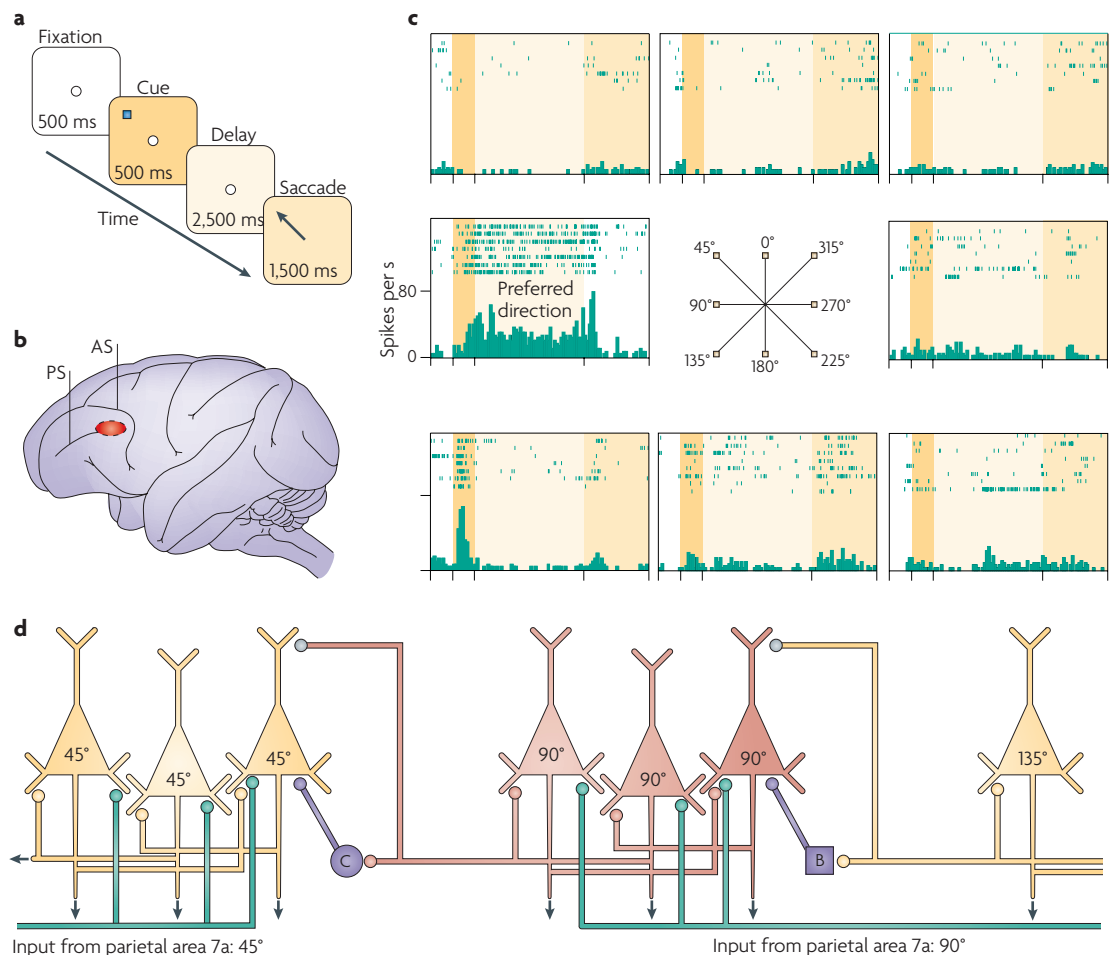 a
Fixation
500 ms
Cue
500 ms
Delay
2,500 ms
Saccade
1,500 ms
Time
b
AS
PS
c
Spikes per s
80
0
Preferred
direction
45°
0°
315°
90°
270°
135°
180°
225°
d
45°
45°
45°
C
90°
90°
90°
B
135°
Input from parietal area 7a: 45°
Input from parietal area 7a: 90°